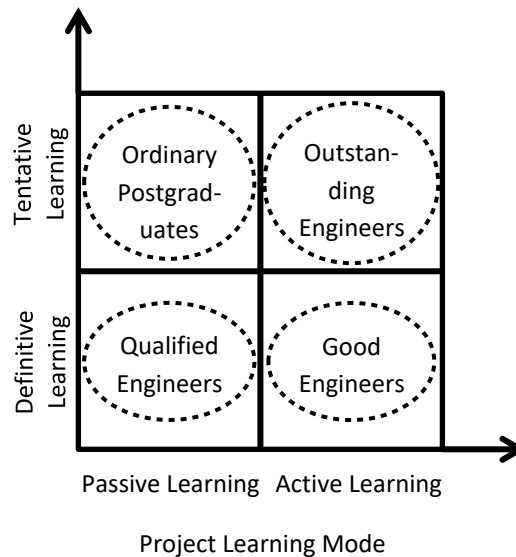 Tentative
Learning
Ordinary
Postgrad-
uates
Outstan-
ding
Engineers
Definitive
Learning
Qualified
Engineers
Good
Engineers
Passive Learning
Active Learning
Project Learning Mode